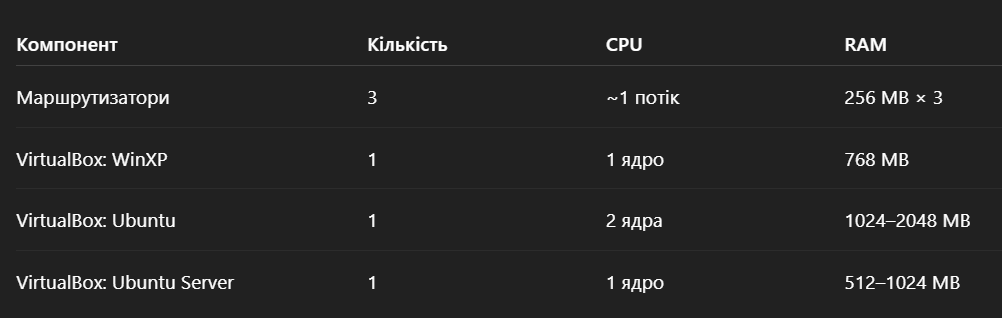 Компонент Кількість CPU RAM
Маршрутизатори 3 ~1 потік 256 MB × 3
VirtualBox: WinXP 1 1 ядро 768 MB
VirtualBox: Ubuntu 1 2 ядра 1024–2048 MB
VirtualBox: Ubuntu Server 1 1 ядро 512–1024 MB